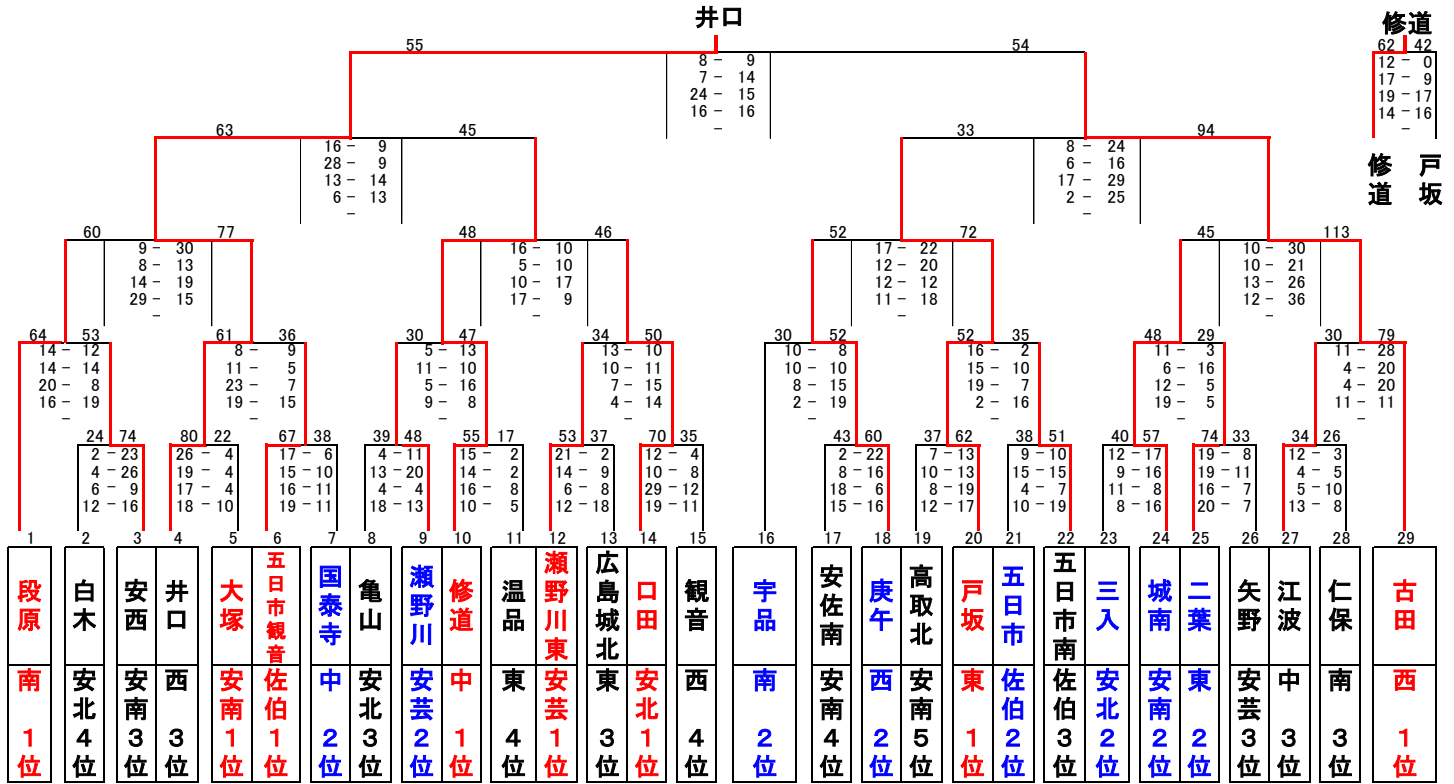 井口
修道
55 54
62 42
8 - 9
7 - 14
24 - 15
16 - 16
-
12 - 0
17 - 9
19 - 17
14 - 16
-
修道 戸坂
63 45
33 94
16 - 9
28 - 9
13 - 14
6 - 13
-
8 - 24
6 - 16
17 - 29
2 - 25
-
60 77
48 46
52 72
45 113
9 - 30
8 - 13
14 - 19
29 - 15
-
16 - 10
5 - 10
10 - 17
17 - 9
-
17 - 22
12 - 20
12 - 12
11 - 18
-
10 - 30
10 - 21
13 - 26
12 - 36
-
64 53
61 36
30 47
34 50
30 52
52 35
48 29
30 79
14 - 12
14 - 14
20 - 8
16 - 19
-
8 - 9
11 - 5
23 - 7
19 - 15
-
5 - 13
11 - 10
5 - 16
9 - 8
-
13 - 10
10 - 11
7 - 15
4 - 14
-
10 - 8
10 - 10
8 - 15
2 - 19
-
16 - 2
15 - 10
19 - 7
2 - 16
-
11 - 3
6 - 16
12 - 5
19 - 5
-
11 - 28
4 - 20
4 - 20
11 - 11
-
24 74
80 22
67 38
39 48
55 17
53 37
70 35
43 60
37 62
38 51
40 57
74 33
34 26
2 - 23
4 - 26
6 - 9
12 - 16
26 - 4
19 - 4
17 - 4
18 - 10
17 - 6
15 - 10
16 - 11
19 - 11
4 - 11
13 - 20
4 - 4
18 - 13
15 - 2
14 - 2
16 - 8
10 - 5
21 - 2
14 - 9
6 - 8
12 - 18
12 - 4
10 - 8
29 - 12
19 - 11
2 - 22
8 - 16
18 - 6
15 - 16
7 - 13
10 - 13
8 - 19
12 - 17
9 - 10
15 - 15
4 - 7
10 - 19
12 - 17
9 - 16
11 - 8
8 - 16
19 - 8
19 - 11
16 - 7
20 - 7
12 - 3
4 - 5
5 - 10
13 - 8
1 2 3 4 5 6 7 8 9 10 11 12 13 14 15 16 17 18 19 20 21 22 23 24 25 26 27 28 29
段原 白木 安西 井口 大塚 五日市観音 国泰寺 亀山 瀬野川 修道 温品 瀬野川東 広島城北 口田 観音 宇品 安佐南 庚午 高取北 戸坂 五日市 五日市南 三入 城南 二葉 矢野 江波 仁保 古田
南1位 安北4位 安南3位 西3位 安南1位 佐伯1位 中2位 安北3位 安芸2位 中1位 東4位 安芸1位 東3位 安北1位 西4位 南2位 安南4位 西2位 安南5位 東1位 佐伯2位 佐伯3位 安北2位 安南2位 東2位 安芸3位 中3位 南3位 西1位